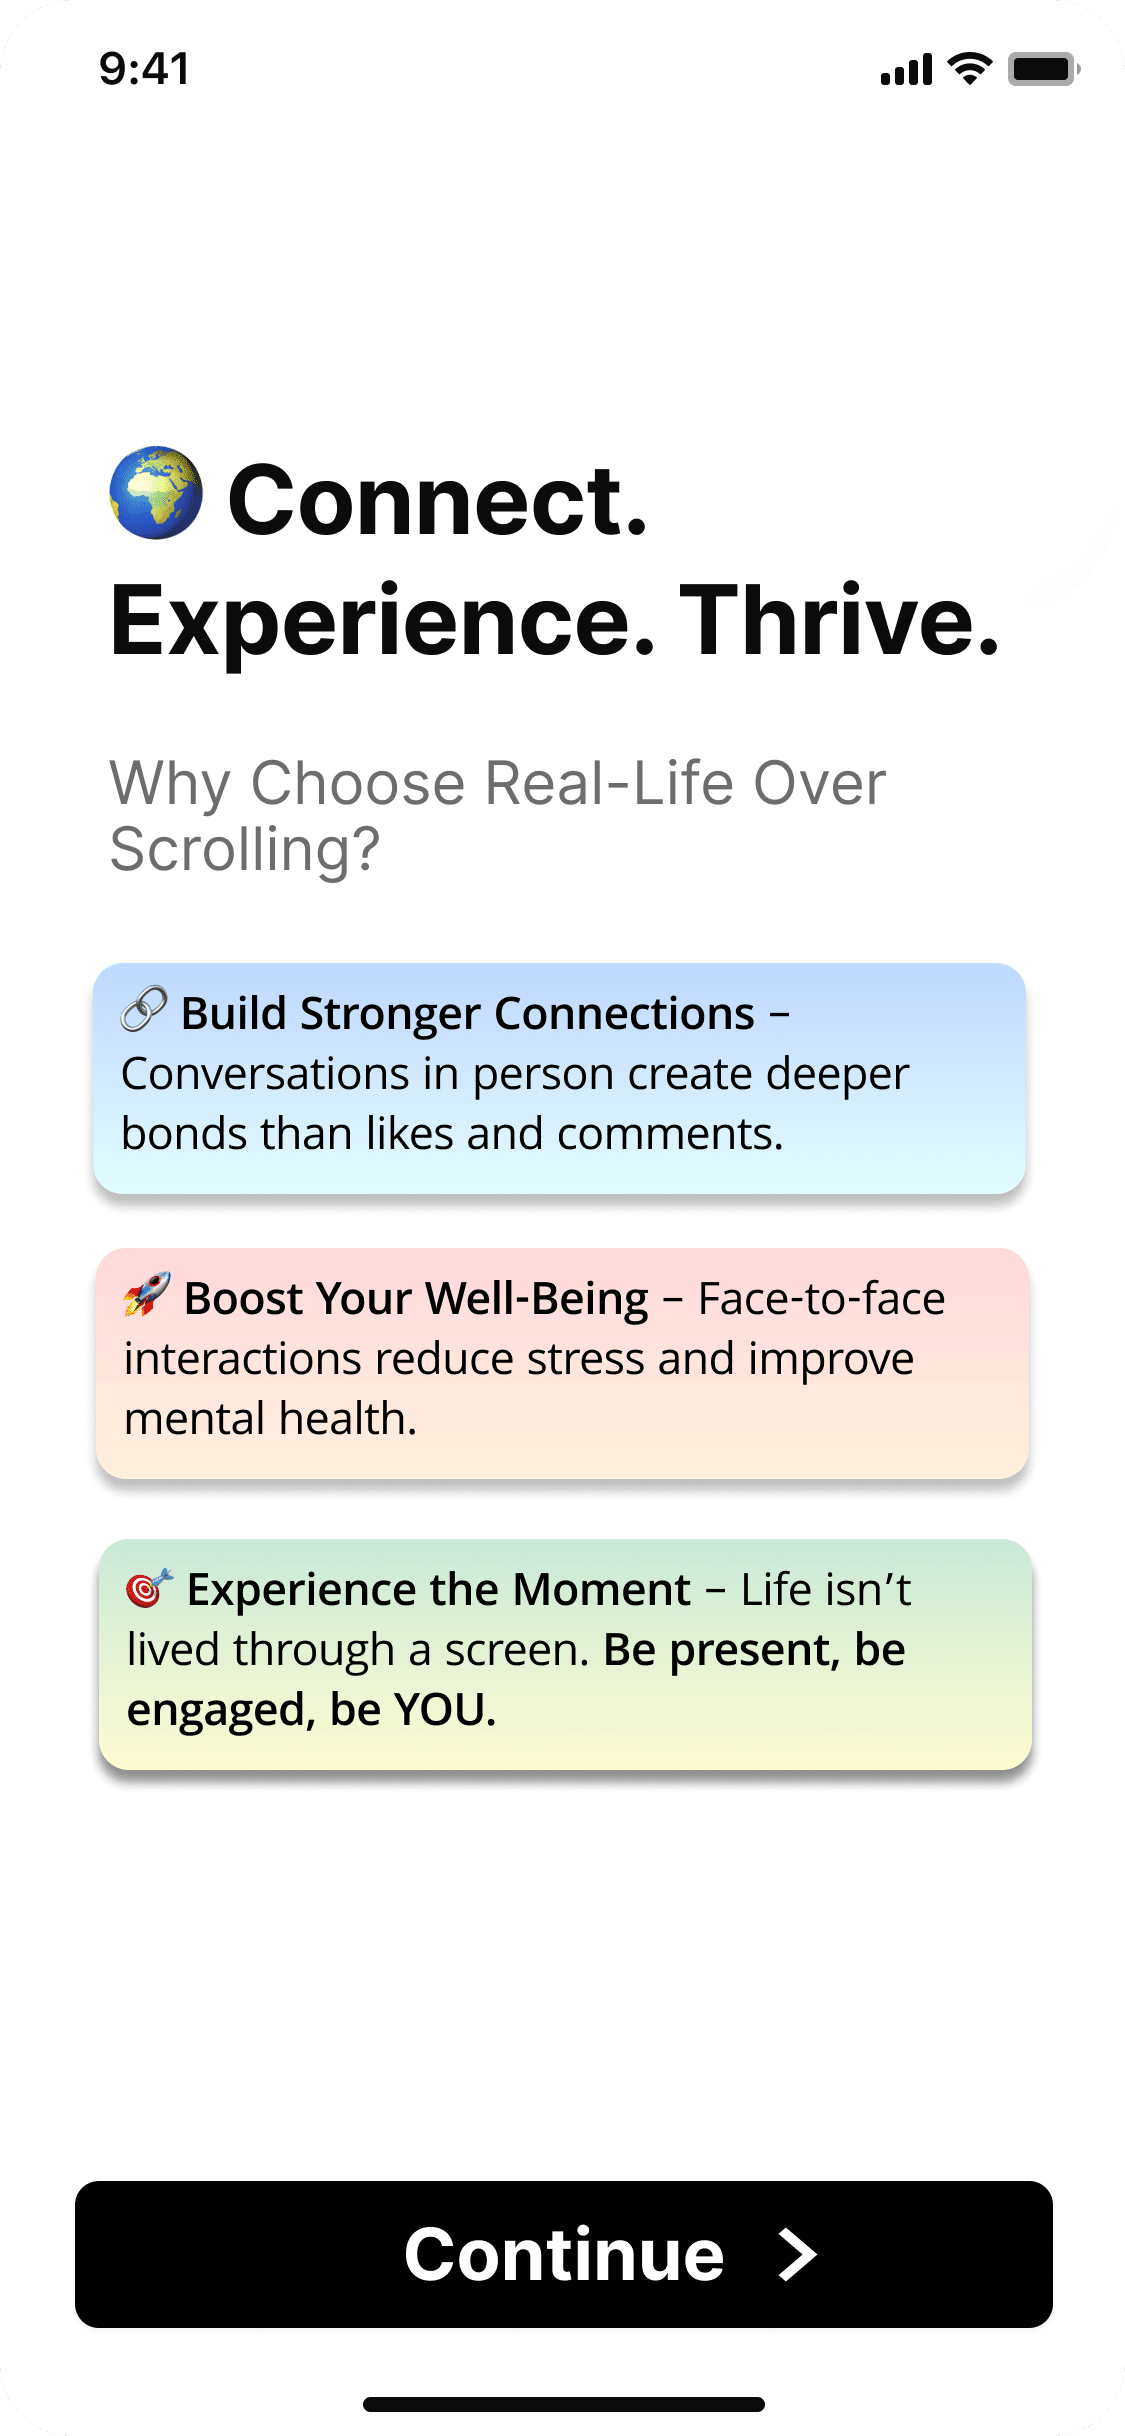 9:41
🌍 Connect.
Experience. Thrive.
Why Choose Real-Life Over
Scrolling?
🔗 Build Stronger Connections –
Conversations in person create deeper
bonds than likes and comments.
🚀 Boost Your Well-Being – Face-to-face
interactions reduce stress and improve
mental health.
🎯 Experience the Moment – Life isn’t
lived through a screen. Be present, be
engaged, be YOU.
Continue >